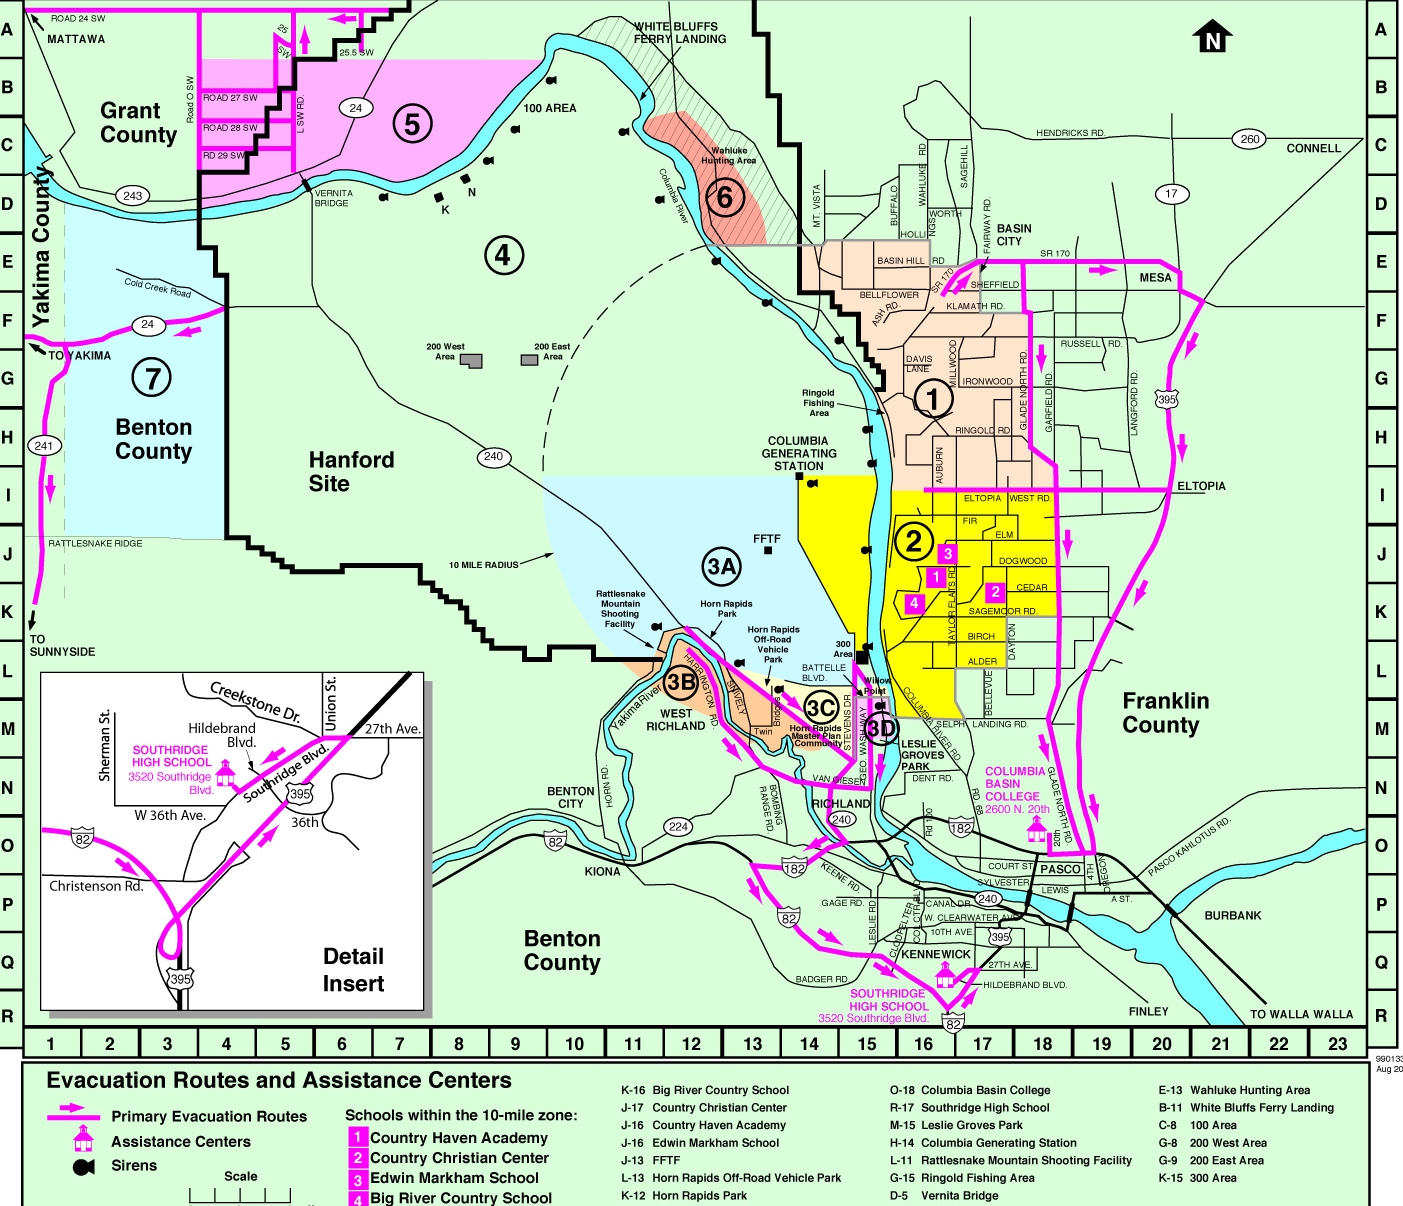 A
B
C
D
E
F
G
H
I
J
K
L
M
N
O
P
Q
R
A
B
C
D
E
F
G
H
I
J
K
L
M
N
O
P
Q
R
ROAD 24 SW
MATTAWA
25
SW
25.5 SW
Road O SW
ROAD 27 SW
ROAD 28 SW
RD 29 SW
L SW RD.
24
Grant
County
5
243
VERNITA
BRIDGE
WHITE BLUFFS
FERRY LANDING
100 AREA
N
K
Wahluke
Hunting Area
6
Columbia River
N
HENDRICKS RD.
260
CONNELL
17
MT. VISTA
BUFFALO
WAHLUKE RD
SAGEHILL
WORTH
HOLLI
NGS
FAIRWAY RD.
BASIN
CITY
BASIN HILL
RD
SR 170
SR 170
SHEFFIELD
MESA
BELLFLOWER
KLAMATH RD.
ASH RD.
DAVIS
LANE
MILLWOOD
IRONWOOD
1
RINGOLD RD
GLADE NORTH RD.
GARFIELD RD.
RUSSELL RD.
LANGFORD RD.
395
AUBURN
ELTOPIA
ELTOPIA WEST RD.
FIR
ELM
DOGWOOD
CEDAR
SAGEMOOR RD.
BIRCH
ALDER
DAYTON
BELLEVUE
TAYLOR FLATS RD
2
3
1
2
4
Yakima County
Cold Creek Road
24
TO YAKIMA
7
Benton
County
241
RATTLESNAKE RIDGE
TO
SUNNYSIDE
4
200 West
Area
200 East
Area
Hanford
Site
240
Ringold
Fishing
Area
COLUMBIA
GENERATING
STATION
FFTF
3A
10 MILE RADIUS
Rattlesnake
Mountain
Shooting
Facility
Horn Rapids
Park
Horn Rapids
Off-Road
Vehicle
Park
300
Area
BATTELLE
BLVD.
Willow
Point
3B
3C
3D
HARRINGTON RD.
SNIVELY
Twin
Bridges
Horn Rapids
Master Plan
Community
STEVENS DR
GEO. WASH WAY
WEST
RICHLAND
Yakima River
LESLIE
GROVES
PARK
COLUMBIA RIVER RD
SELPH LANDING RD.
DENT RD.
RD. 68
Rd 100
Franklin
County
COLUMBIA
BASIN
COLLEGE
2600 N. 20th
GLADE NORTH RD.
20th
VAN GIESEN
RICHLAND
240
BENTON
CITY
HORN RD.
BOMBING
RANGE RD
224
82
KIONA
182
182
KEENE RD.
GAGE RD.
82
LESLIE RD
BADGER RD
CLODFELTER
COL CTR BLVD
COURT ST.
SYLVESTER
PASCO
LEWIS
4TH
OREGON
A ST.
PASCO KAHLOTUS RD.
240
CANAL DR
W. CLEARWATER AVE
10TH AVE.
395
KENNEWICK
27TH AVE.
HILDEBRAND BLVD.
SOUTHRIDGE
HIGH SCHOOL
3520 Southridge Blvd.
82
BURBANK
FINLEY
TO WALLA WALLA
Benton
County
Creekstone Dr.
Union St.
Sherman St.
Hildebrand
Blvd.
27th Ave.
SOUTHRIDGE
HIGH SCHOOL
3520 Southridge
Blvd.
Southridge Blvd.
395
W 36th Ave.
36th
82
Christenson Rd.
395
Detail
Insert
1 2 3 4 5 6 7 8 9 10 11 12 13 14 15 16 17 18 19 20 21 22 23
990133
Aug 20
Evacuation Routes and Assistance Centers
Primary Evacuation Routes
Assistance Centers
Sirens
Scale
Schools within the 10-mile zone:
1 Country Haven Academy
2 Country Christian Center
3 Edwin Markham School
4 Big River Country School
K-16 Big River Country School
J-17 Country Christian Center
J-16 Country Haven Academy
J-16 Edwin Markham School
J-13 FFTF
L-13 Horn Rapids Off-Road Vehicle Park
K-12 Horn Rapids Park
O-18 Columbia Basin College
R-17 Southridge High School
M-15 Leslie Groves Park
H-14 Columbia Generating Station
L-11 Rattlesnake Mountain Shooting Facility
G-15 Ringold Fishing Area
D-5 Vernita Bridge
E-13 Wahluke Hunting Area
B-11 White Bluffs Ferry Landing
C-8 100 Area
G-8 200 West Area
G-9 200 East Area
K-15 300 Area